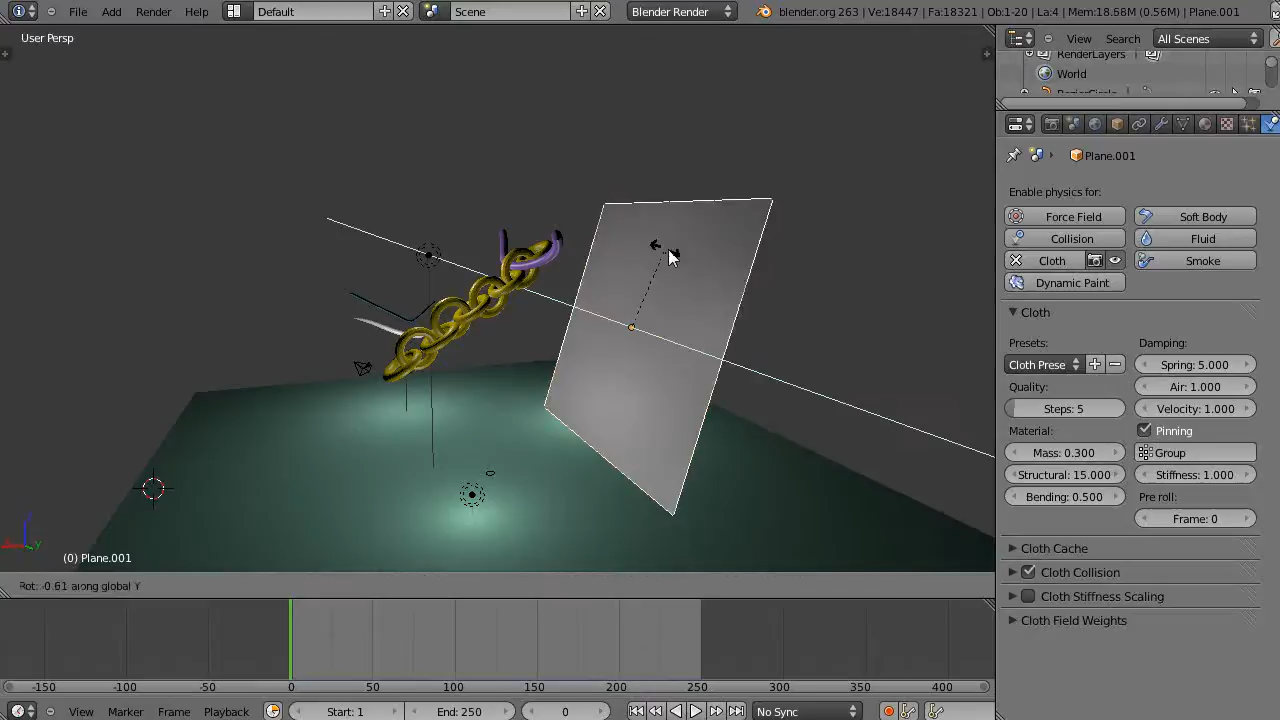 File Add Render Help Default Scene Blender Render blender.org 263 | Ve:18447 | Fa:18321 | Ob:1-20 | La:4 | Mem:18.68M (0.56M) | Plane.001
User Persp
View Search All Scenes
RenderLayers
World
Plane.001
Enable physics for:
Force Field Soft Body
Collision Fluid
Cloth Smoke
Dynamic Paint
Cloth
Presets: Damping:
Cloth Prese Spring: 5.000
Quality: Air: 1.000
Steps: 5 Velocity: 1.000
Material: Pinning
Mass: 0.300 Group
Structural: 15.000 Stiffness: 1.000
Bending: 0.500 Pre roll:
Frame: 0
Cloth Cache
Cloth Collision
Cloth Stiffness Scaling
Cloth Field Weights
(0) Plane.001
Rot: -0.61 along global Y
-150 -100 -50 0 50 100 150 200 250 300 350 400
View Marker Frame Playback Start: 1 End: 250 0 No Sync